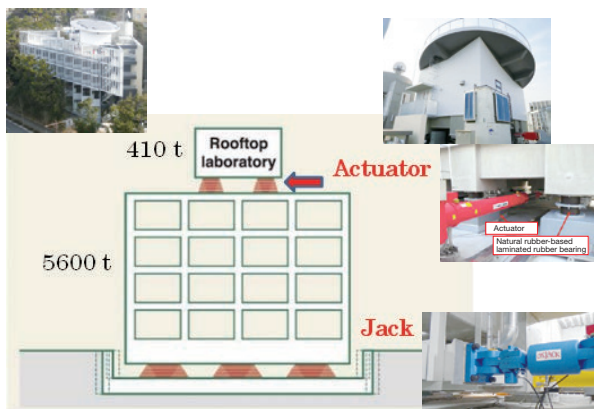 410 t
Rooftop
laboratory
Actuator
5600 t
Actuator
Natural rubber-based
laminated rubber bearing
Jack